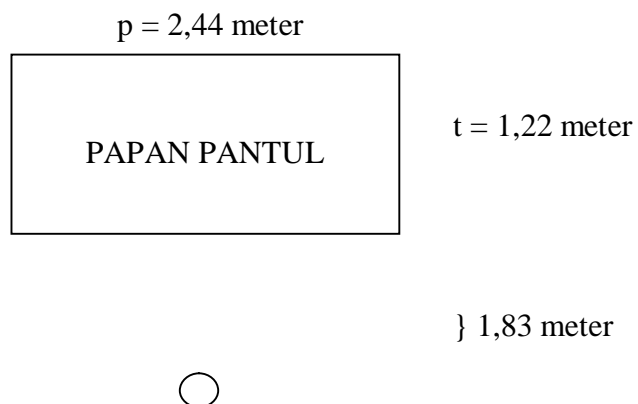 p = 2,44 meter
t = 1,22 meter
PAPAN PANTUL
} 1,83 meter